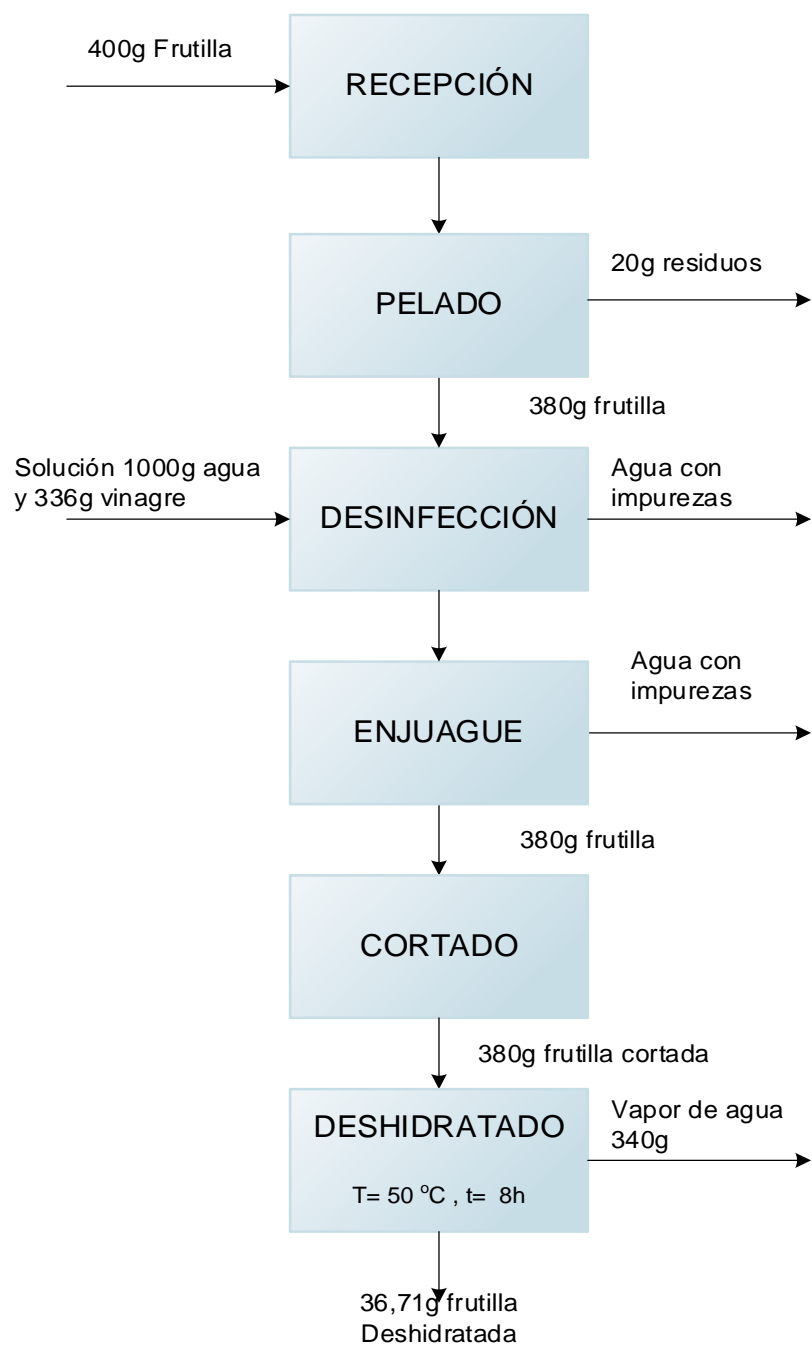 400g Frutilla
RECEPCIÓN
20g residuos
PELADO
380g frutilla
Solución 1000g agua
y 336g vinagre
Agua con
impurezas
DESINFECCIÓN
Agua con
impurezas
ENJUAGUE
380g frutilla
CORTADO
380g frutilla cortada
DESHIDRATADO
T= 50 °C , t= 8h
Vapor de agua
340g
36,71g frutilla
Deshidratada